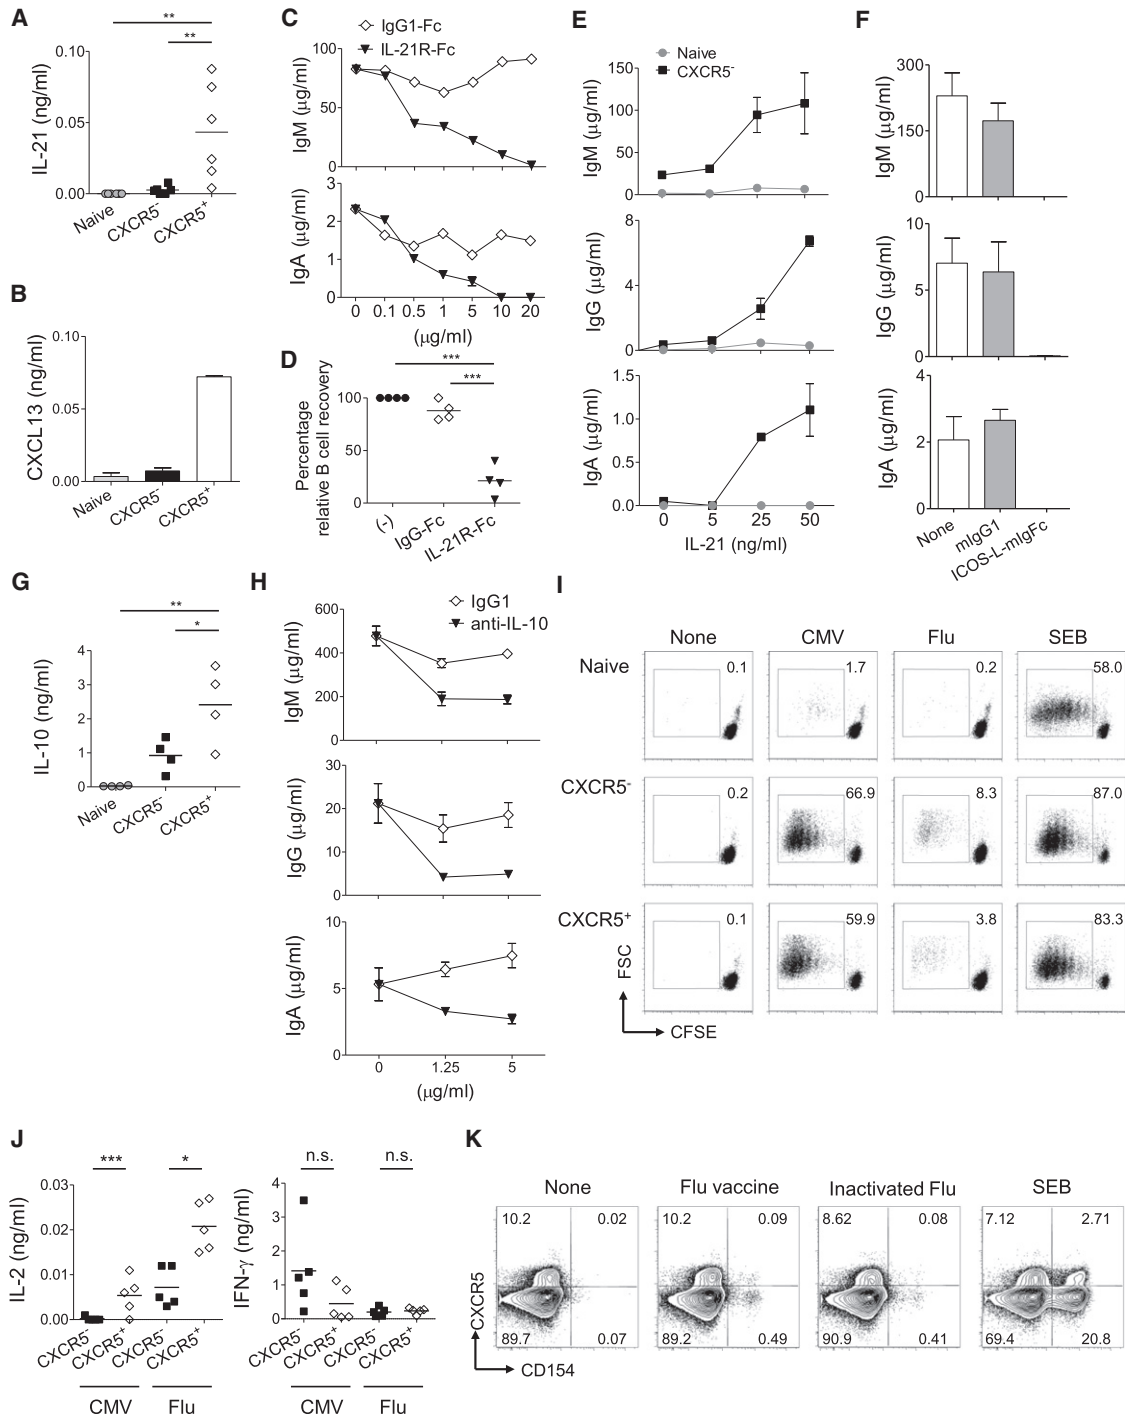 A
**
**
IL-21 (ng/ml)
0.10
0.05
0.00
Naive
CXCR5-
CXCR5+
B
CXCL13 (ng/ml)
0.10
0.05
0.00
Naive
CXCR5-
CXCR5+
C
IgG1-Fc
IL-21R-Fc
IgM (μg/ml)
100
50
0
IgA (μg/ml)
3
2
1
0
0 0.1 0.5 1 5 10 20
(μg/ml)
D
***
***
Percentage
relative B cell recovery
100
50
0
(-)
IgG-Fc
IL-21R-Fc
E
Naive
CXCR5-
IgM (μg/ml)
150
100
50
0
IgG (μg/ml)
8
4
0
IgA (μg/ml)
1.5
1.0
0.5
0.0
0 5 25 50
IL-21 (ng/ml)
F
IgM (μg/ml)
300
150
0
IgG (μg/ml)
10
5
0
IgA (μg/ml)
4
2
0
None
mIgG1
ICOS-L-mIgFc
G
**
*
IL-10 (ng/ml)
4
3
2
1
0
Naive
CXCR5-
CXCR5+
H
IgG1
anti-IL-10
IgM (μg/ml)
600
400
200
0
IgG (μg/ml)
30
20
10
0
IgA (μg/ml)
10
5
0
0 1.25 5
(μg/ml)
I
None CMV Flu SEB
Naive 0.1 1.7 0.2 58.0
CXCR5- 0.2 66.9 8.3 87.0
CXCR5+ 0.1 59.9 3.8 83.3
FSC
CFSE
J
*** *
IL-2 (ng/ml)
0.03
0.02
0.01
0.00
CXCR5- CXCR5+ CXCR5- CXCR5+
CMV Flu
n.s. n.s.
IFN-γ (ng/ml)
4
3
2
1
0
CXCR5- CXCR5+ CXCR5- CXCR5+
CMV Flu
K
None Flu vaccine Inactivated Flu SEB
10.2 0.02 10.2 0.09 8.62 0.08 7.12 2.71
89.7 0.07 89.2 0.49 90.9 0.41 69.4 20.8
CXCR5
CD154